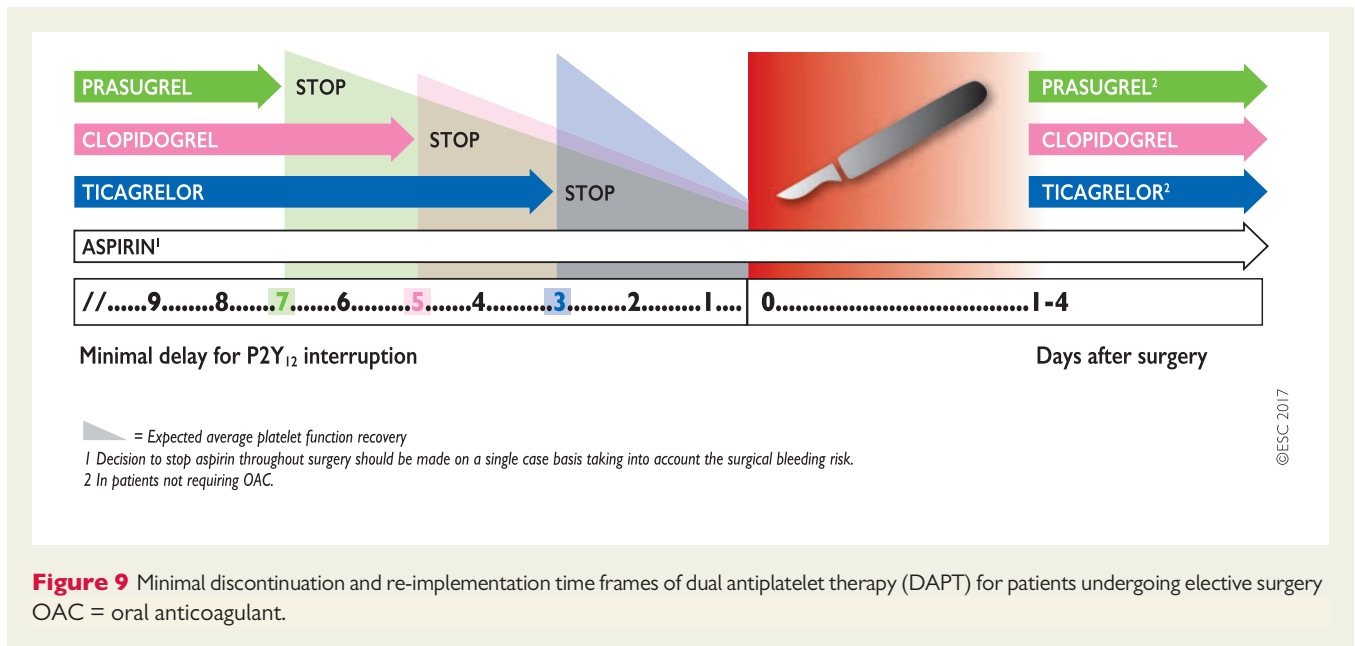 PRASUGREL STOP PRASUGREL²
CLOPIDOGREL STOP CLOPIDOGREL
TICAGRELOR STOP TICAGRELOR²
ASPIRIN¹
//......9........8.......7.......6.........5.......4..........3.........2.........1.... 0......................................1-4
Minimal delay for P2Y₁₂ interruption Days after surgery
= Expected average platelet function recovery
1 Decision to stop aspirin throughout surgery should be made on a single case basis taking into account the surgical bleeding risk.
2 In patients not requiring OAC.
©ESC 2017
Figure 9 Minimal discontinuation and re-implementation time frames of dual antiplatelet therapy (DAPT) for patients undergoing elective surgery
OAC = oral anticoagulant.